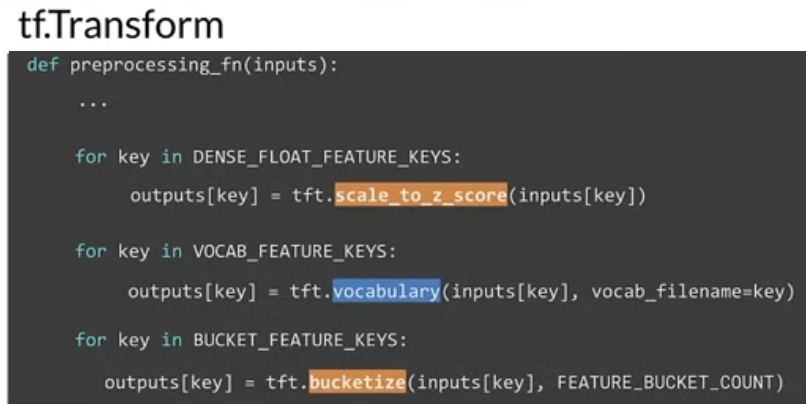 tf.Transform
def preprocessing_fn(inputs):
...
for key in DENSE_FLOAT_FEATURE_KEYS:
outputs[key] = tft.scale_to_z_score(inputs[key])
for key in VOCAB_FEATURE_KEYS:
outputs[key] = tft.vocabulary(inputs[key], vocab_filename=key)
for key in BUCKET_FEATURE_KEYS:
outputs[key] = tft.bucketize(inputs[key], FEATURE_BUCKET_COUNT)